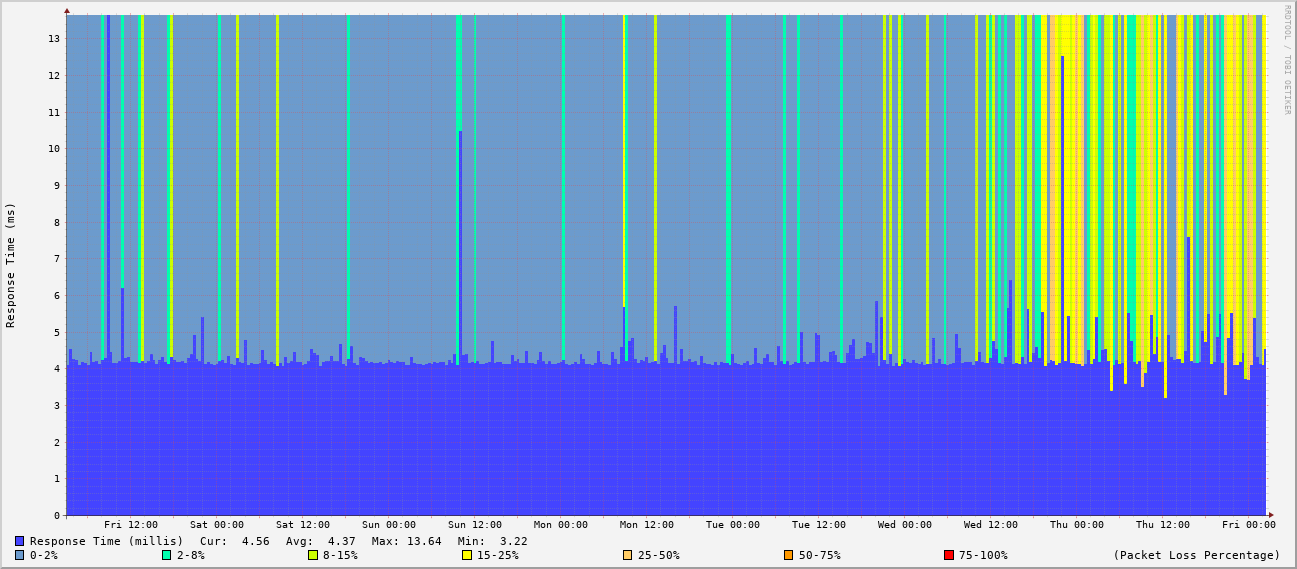 RRDTOOL / TOBI OETIKER
Response Time (ms)
13
12
11
10
9
8
7
6
5
4
3
2
1
0
Fri 12:00 Sat 00:00 Sat 12:00 Sun 00:00 Sun 12:00 Mon 00:00 Mon 12:00 Tue 00:00 Tue 12:00 Wed 00:00 Wed 12:00 Thu 00:00 Thu 12:00 Fri 00:00
Response Time (millis) Cur: 4.56 Avg: 4.37 Max: 13.64 Min: 3.22
0-2% 2-8% 8-15% 15-25% 25-50% 50-75% 75-100% (Packet Loss Percentage)